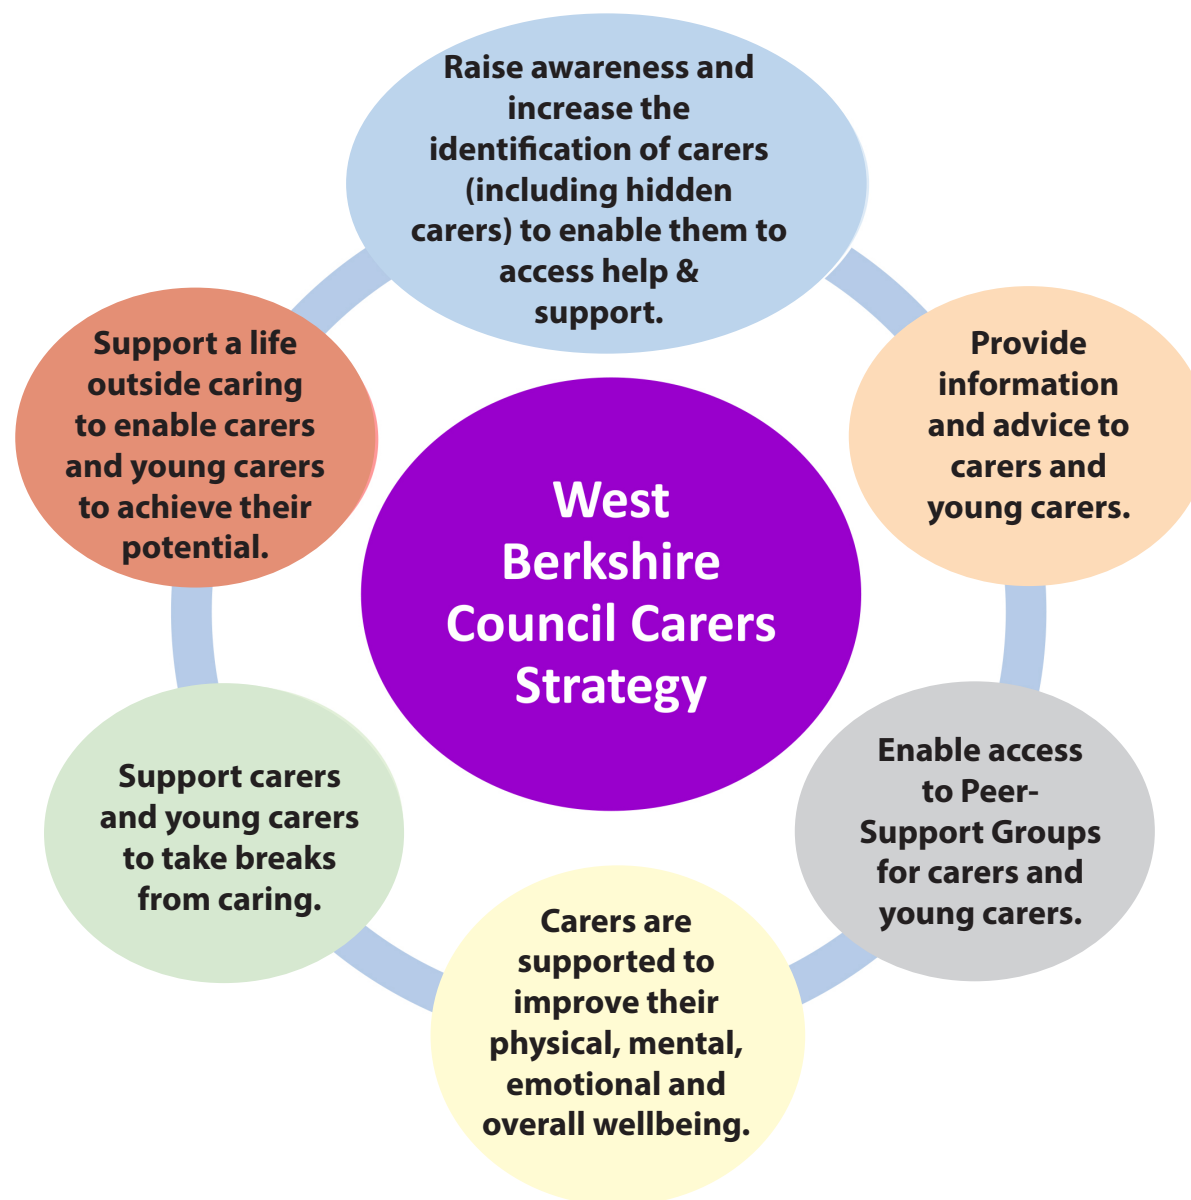 Raise awareness and
increase the
identification of carers
(including hidden
carers) to enable them to
access help &
support.
Provide
information
and advice to
carers and
young carers.
Enable access
to Peer-
Support Groups
for carers and
young carers.
Carers are
supported to
improve their
physical, mental,
emotional and
overall wellbeing.
Support carers
and young carers
to take breaks
from caring.
Support a life
outside caring
to enable carers
and young carers
to achieve their
potential.
West
Berkshire
Council Carers
Strategy